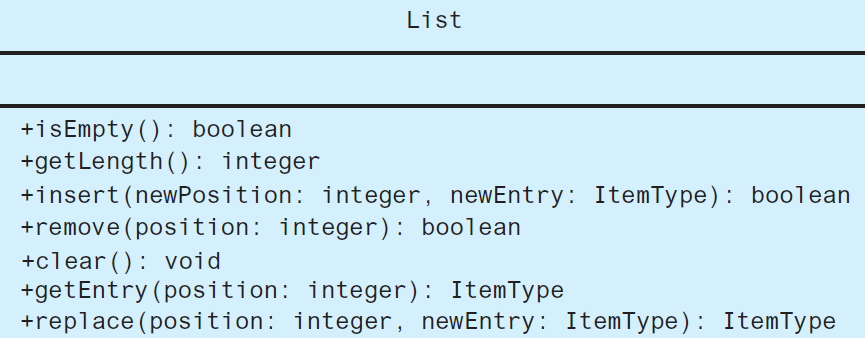 List
+isEmpty(): boolean
+getLength(): integer
+insert(newPosition: integer, newEntry: ItemType): boolean
+remove(position: integer): boolean
+clear(): void
+getEntry(position: integer): ItemType
+replace(position: integer, newEntry: ItemType): ItemType